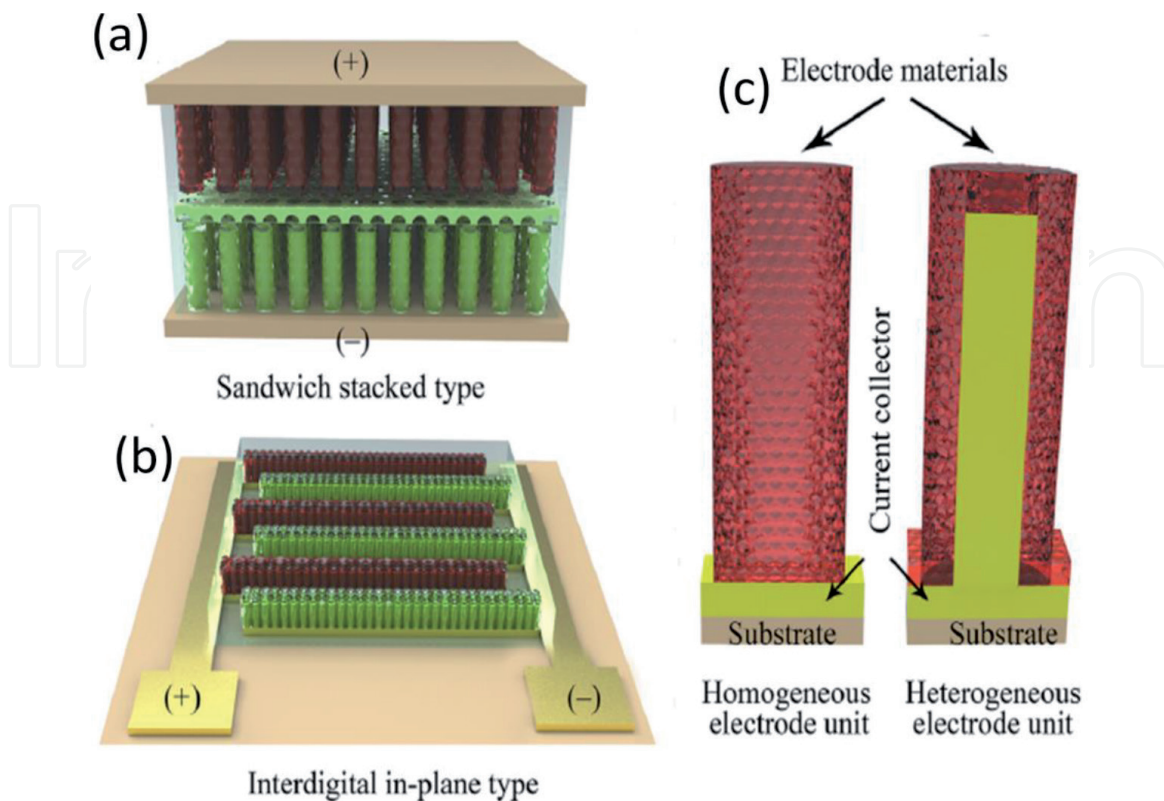 (a)
(+)
(−)
Sandwich stacked type
(b)
(+)
(−)
Interdigital in-plane type
(c)
Electrode materials
Current collector
Substrate
Substrate
Homogeneous
electrode unit
Heterogeneous
electrode unit